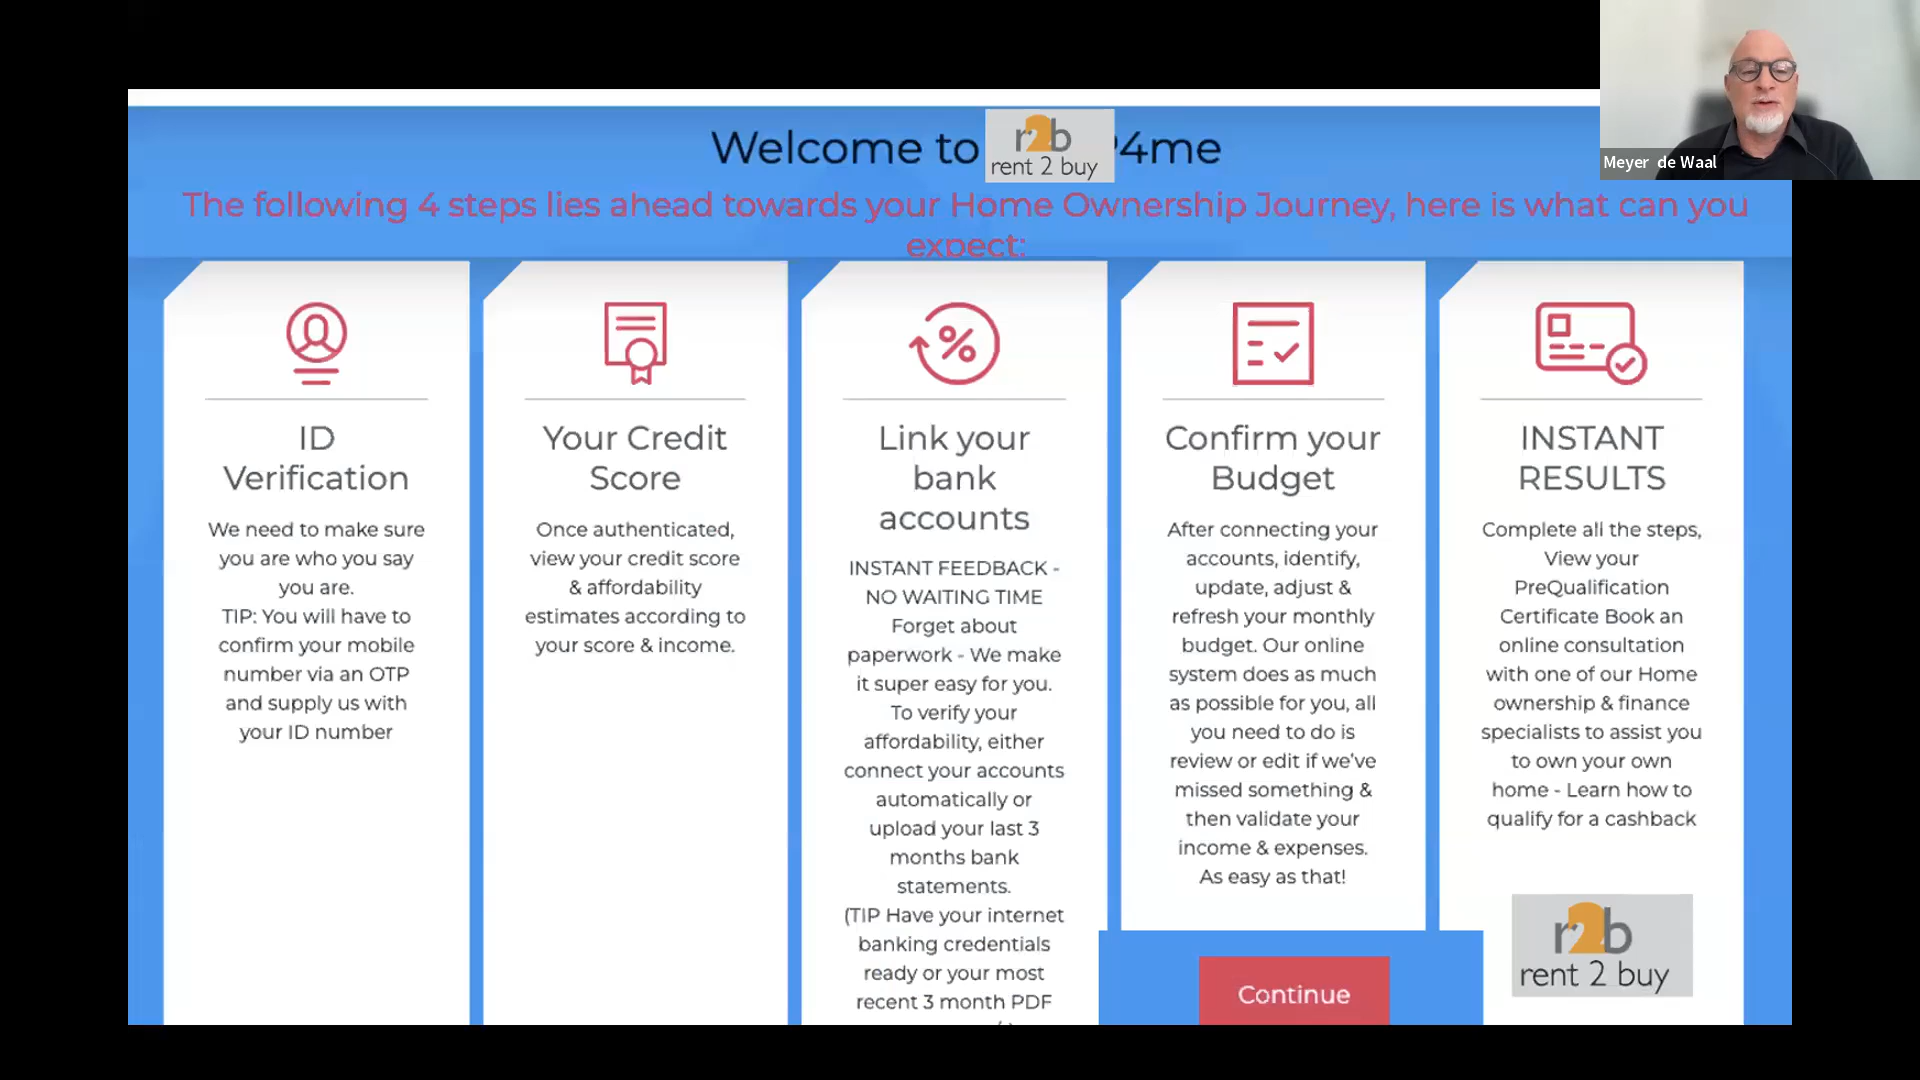 Welcome to
r2b
rent 2 buy
4me
The following 4 steps lies ahead towards your Home Ownership Journey, here is what can you
expect:
Meyer de Waal
ID
Verification
We need to make sure
you are who you say
you are.
TIP: You will have to
confirm your mobile
number via an OTP
and supply us with
your ID number
Your Credit
Score
Once authenticated,
view your credit score
& affordability
estimates according to
your score & income.
Link your
bank
accounts
INSTANT FEEDBACK -
NO WAITING TIME
Forget about
paperwork - We make
it super easy for you.
To verify your
affordability, either
connect your accounts
automatically or
upload your last 3
months bank
statements.
(TIP Have your internet
banking credentials
ready or your most
recent 3 month PDF
Confirm your
Budget
After connecting your
accounts, identify,
update, adjust &
refresh your monthly
budget. Our online
system does as much
as possible for you, all
you need to do is
review or edit if we've
missed something &
then validate your
income & expenses.
As easy as that!
INSTANT
RESULTS
Complete all the steps,
View your
PreQualification
Certificate Book an
online consultation
with one of our Home
ownership & finance
specialists to assist you
to own your own
home - Learn how to
qualify for a cashback
r2b
rent 2 buy
Continue